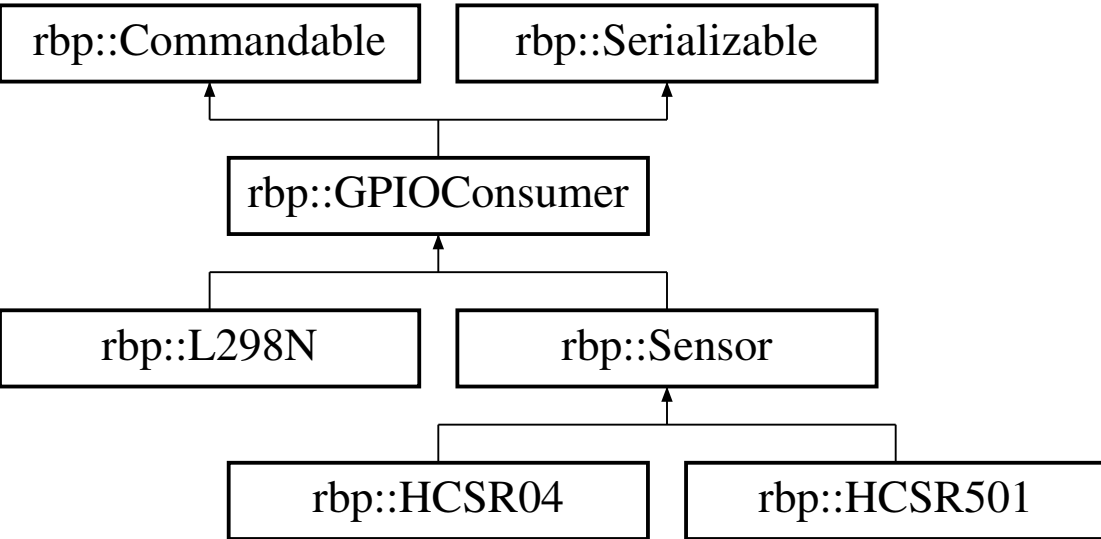 rbp::Commandable
rbp::Serializable
rbp::GPIOConsumer
rbp::L298N
rbp::Sensor
rbp::HCSR04
rbp::HCSR501